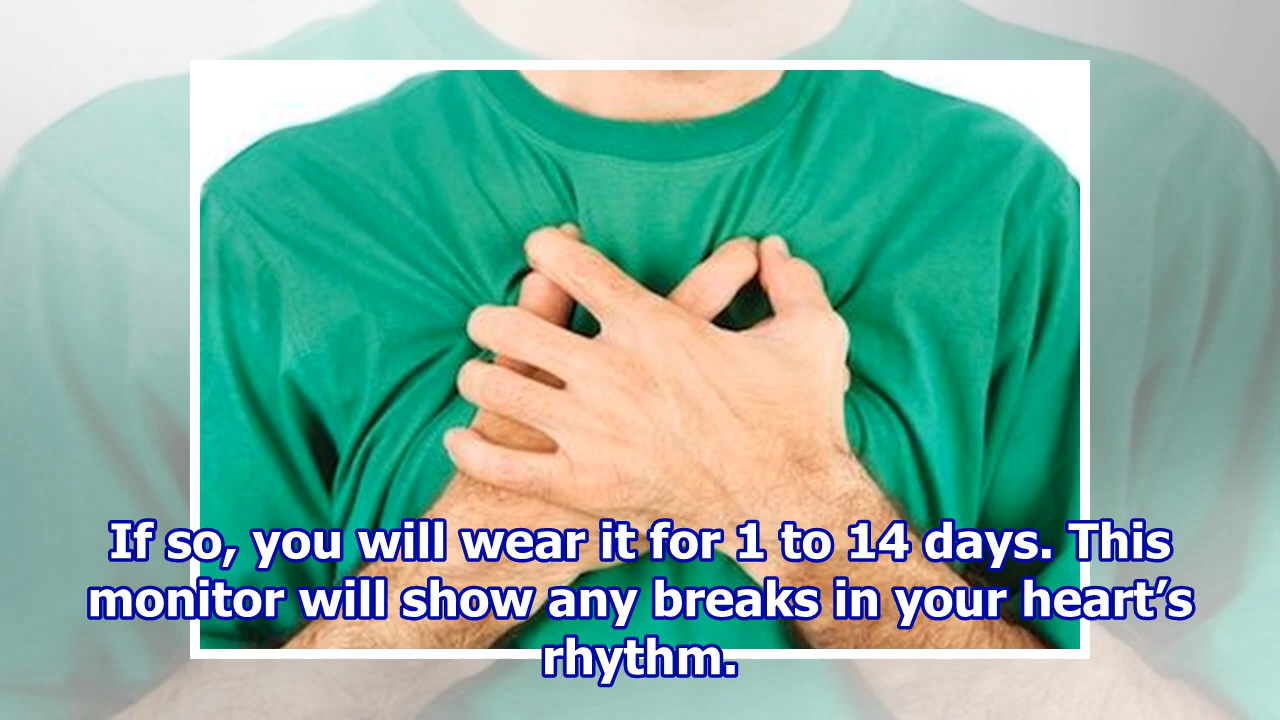 If so, you will wear it for 1 to 14 days. This
monitor will show any breaks in your heart’s
rhythm.